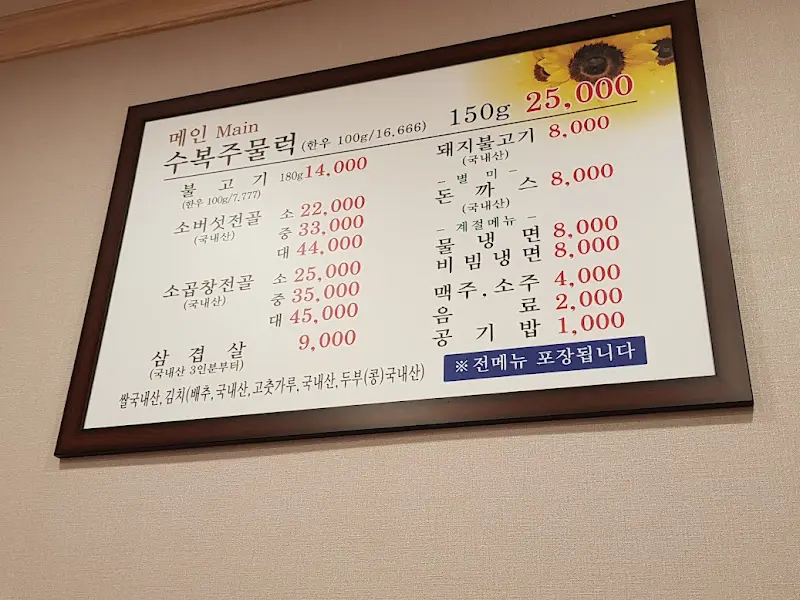 메인 Main
수복주물럭 (한우 100g/16.666) 150g 25,000
불고기 180g 14,000
(한우 100g/7.777)
소버섯전골 소 22,000
(국내산) 중 33,000
대 44,000
소곱창전골 소 25,000
(국내산) 중 35,000
대 45,000
삼겹살 9,000
(국내산 3인분부터)
돼지불고기 8,000
(국내산)
- 별미 -
돈까스 8,000
(국내산)
- 계절메뉴 -
물냉면 8,000
비빔냉면 8,000
맥주.소주 4,000
음료 2,000
공기밥 1,000
※전메뉴 포장됩니다
쌀국내산,김치(배추,국내산,고춧가루,국내산,두부(콩)국내산)